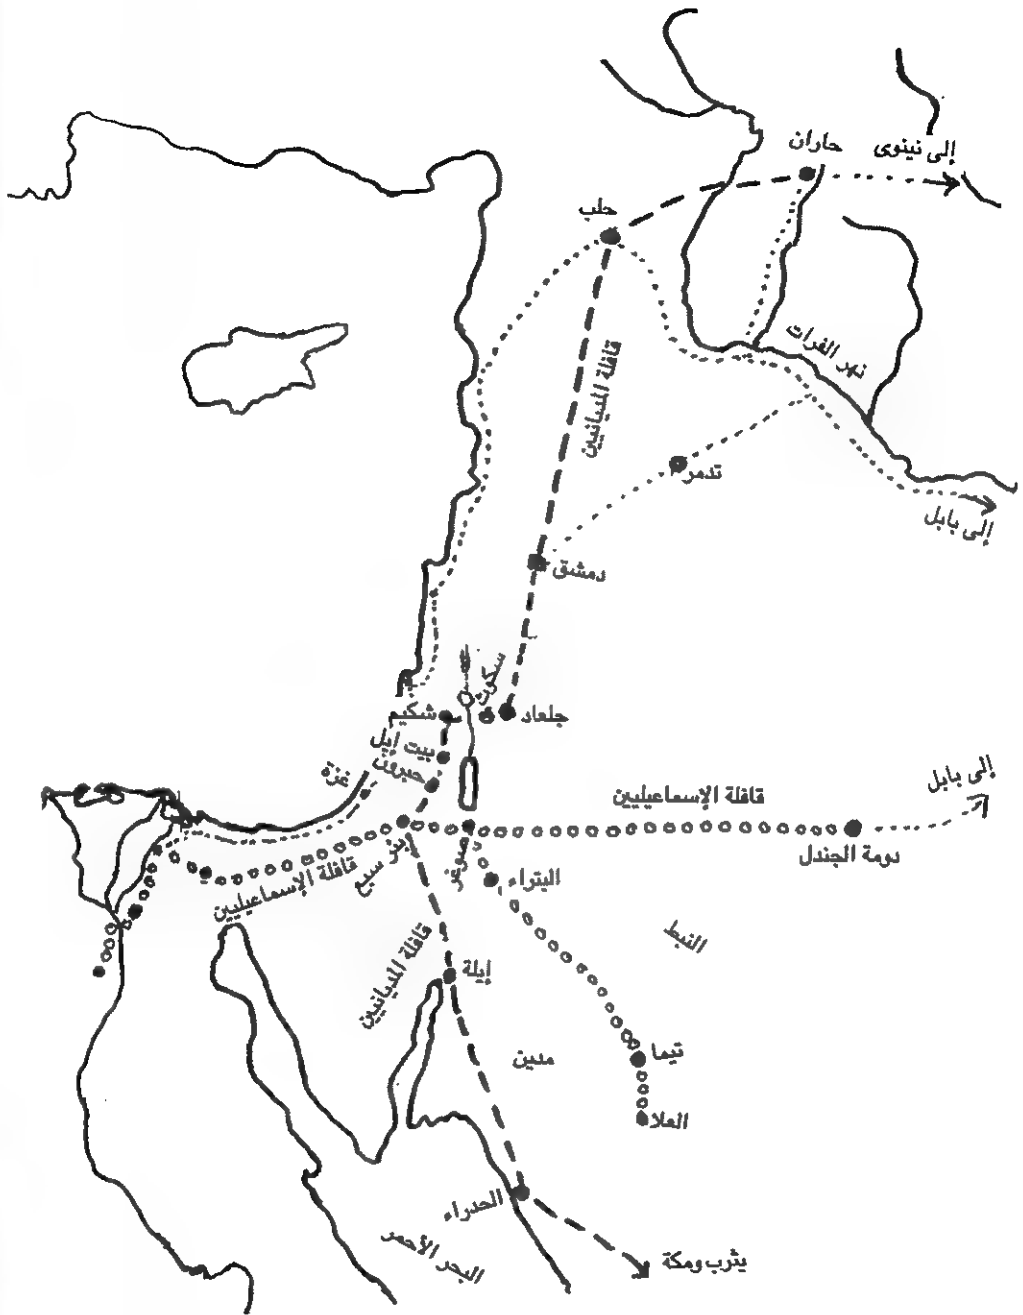 حاران
إلى نينوى
حلب
نهر الفرات
قافلة المديانيين
تدمر
إلى بابل
دمشق
سكوت
شكيم
جلعاد
بيت إيل
حبرون
غزة
إلى بابل
قافلة الإسماعيليين
دومة الجندل
بئر سبع
صوغر
قافلة الإسماعيليين
البتراء
النبط
قافلة المديانيين
إيلة
مدين
تيما
العلا
الحدراء
البحر الأحمر
يثرب ومكة